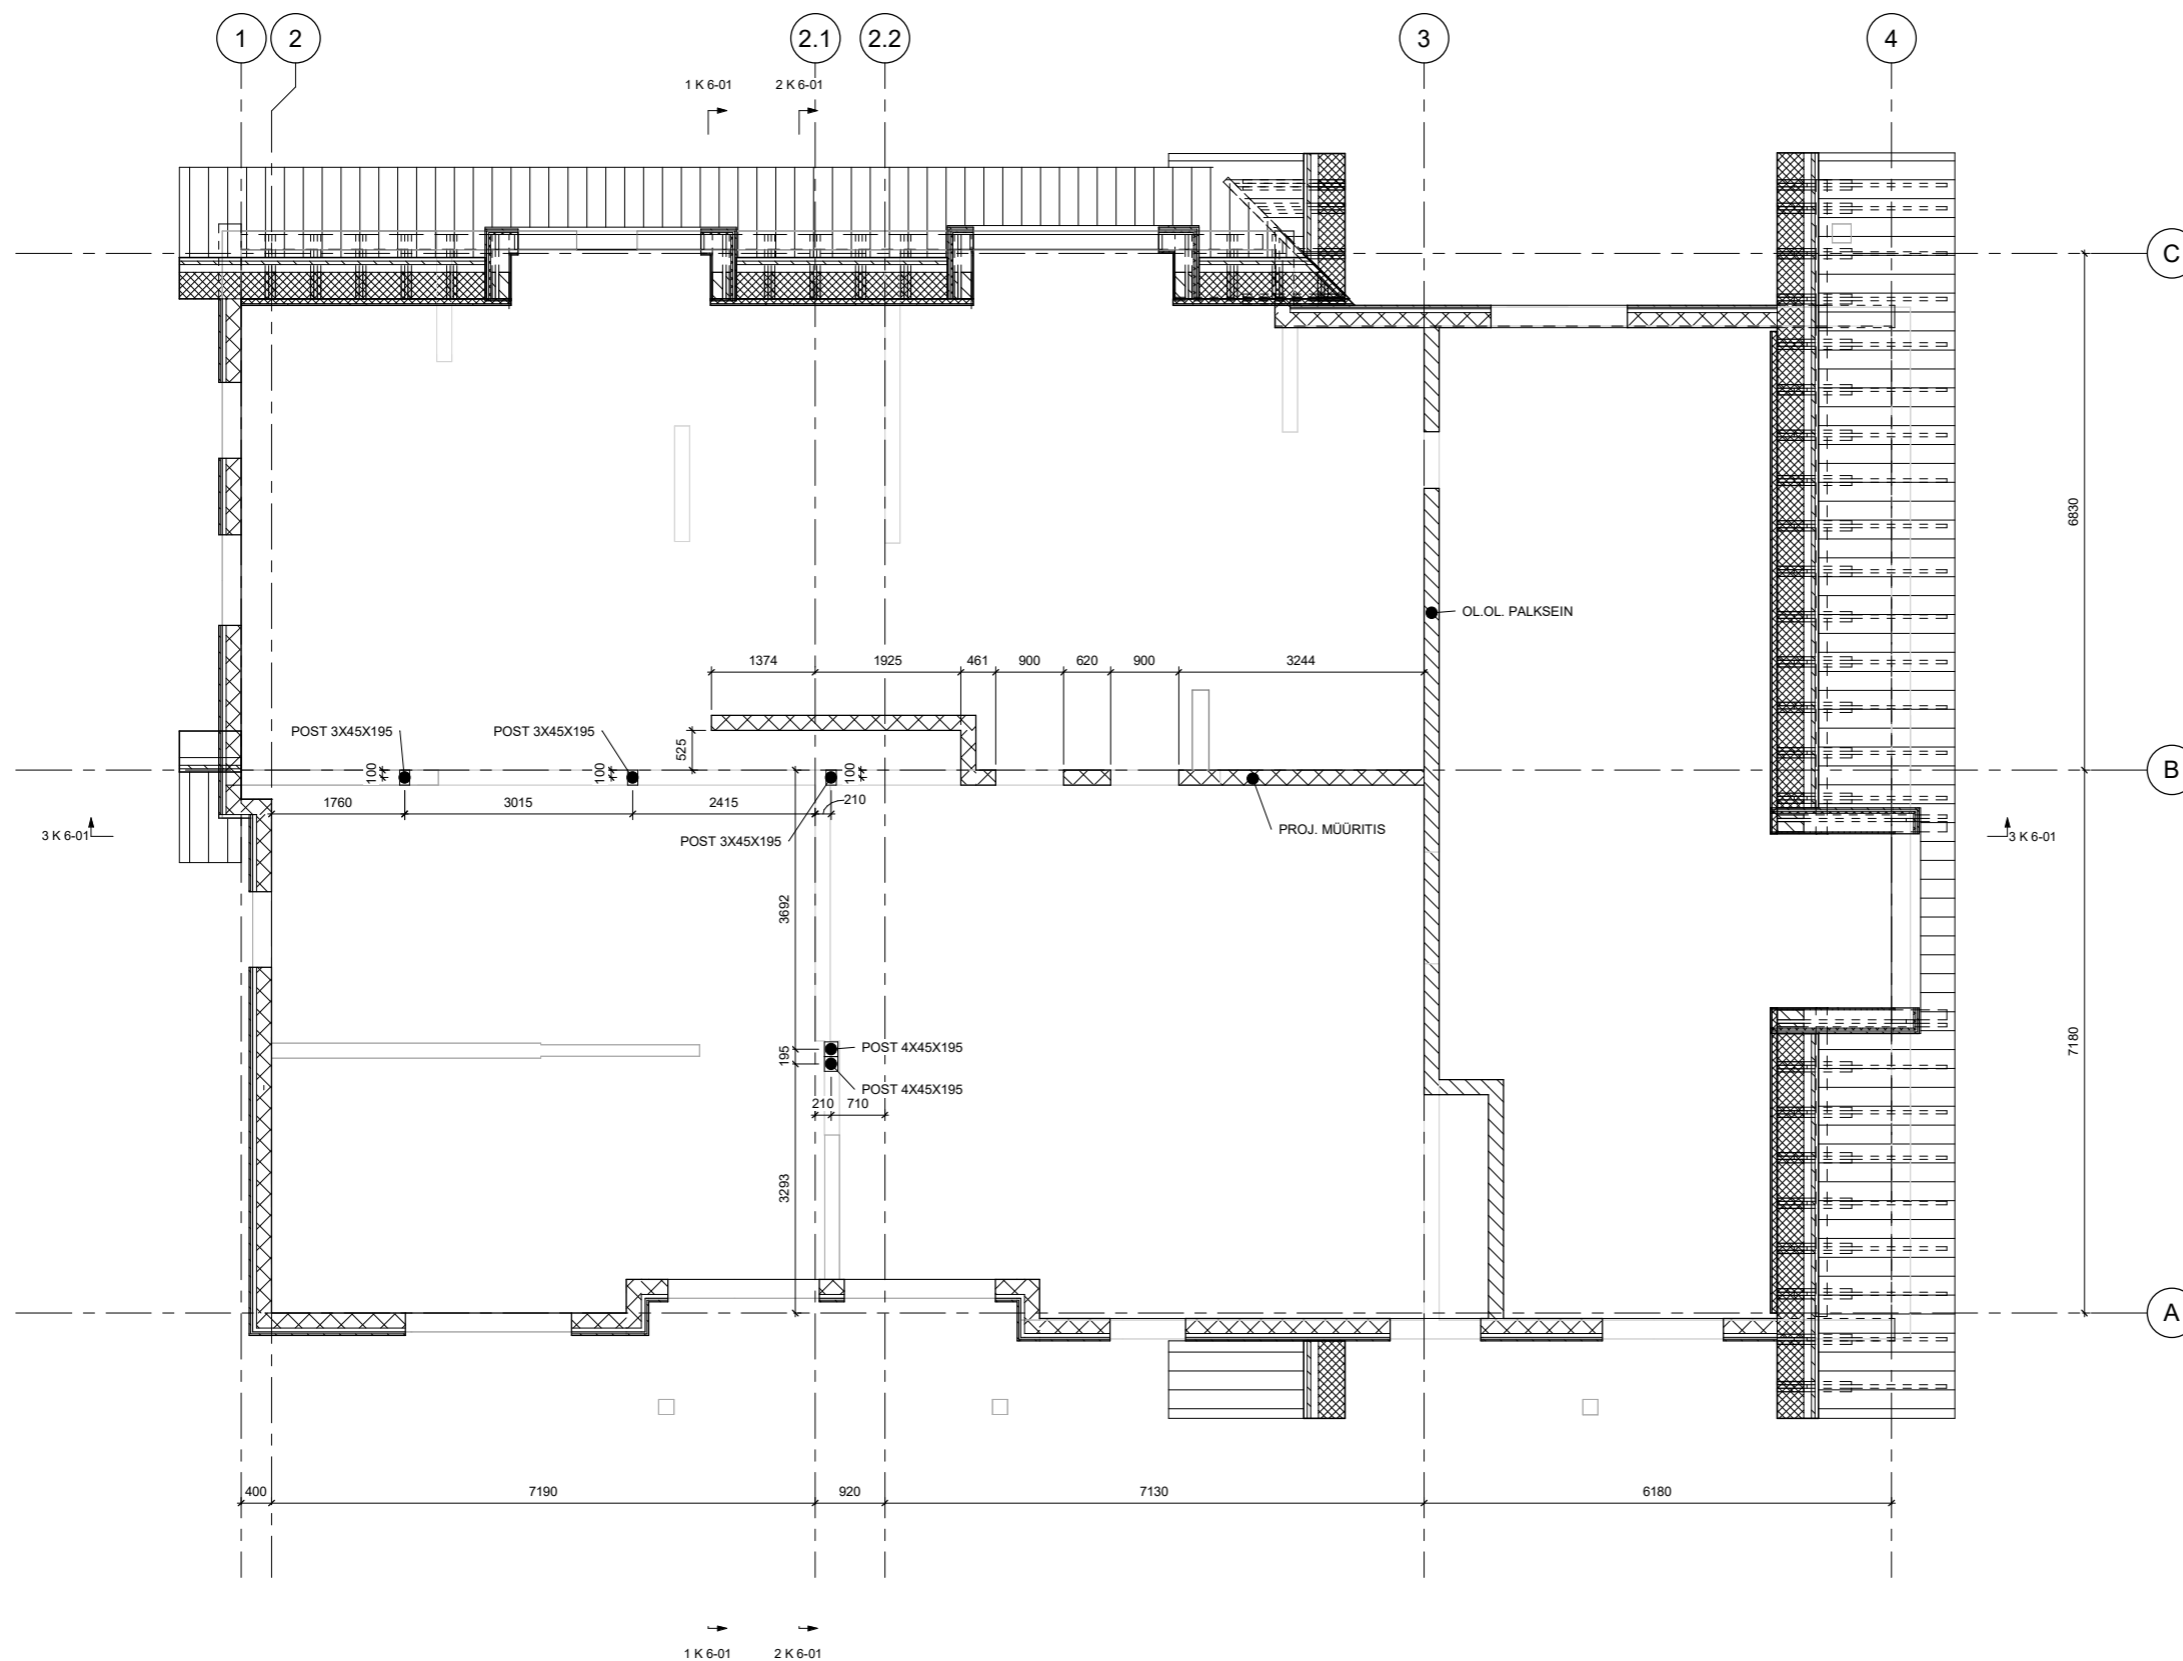 1
2
2.1
2.2
3
4
1 K 6-01
2 K 6-01
C
6830
OL.OL. PALKSEIN
1374
1925
461
900
620
900
3244
POST 3X45X195
POST 3X45X195
525
100
100
100
B
1760
3015
2415
210
3 K 6-01
POST 3X45X195
PROJ. MÜÜRITIS
3 K 6-01
3692
7180
195
POST 4X45X195
POST 4X45X195
210
710
3293
A
400
7190
920
7130
6180
1 K 6-01
2 K 6-01